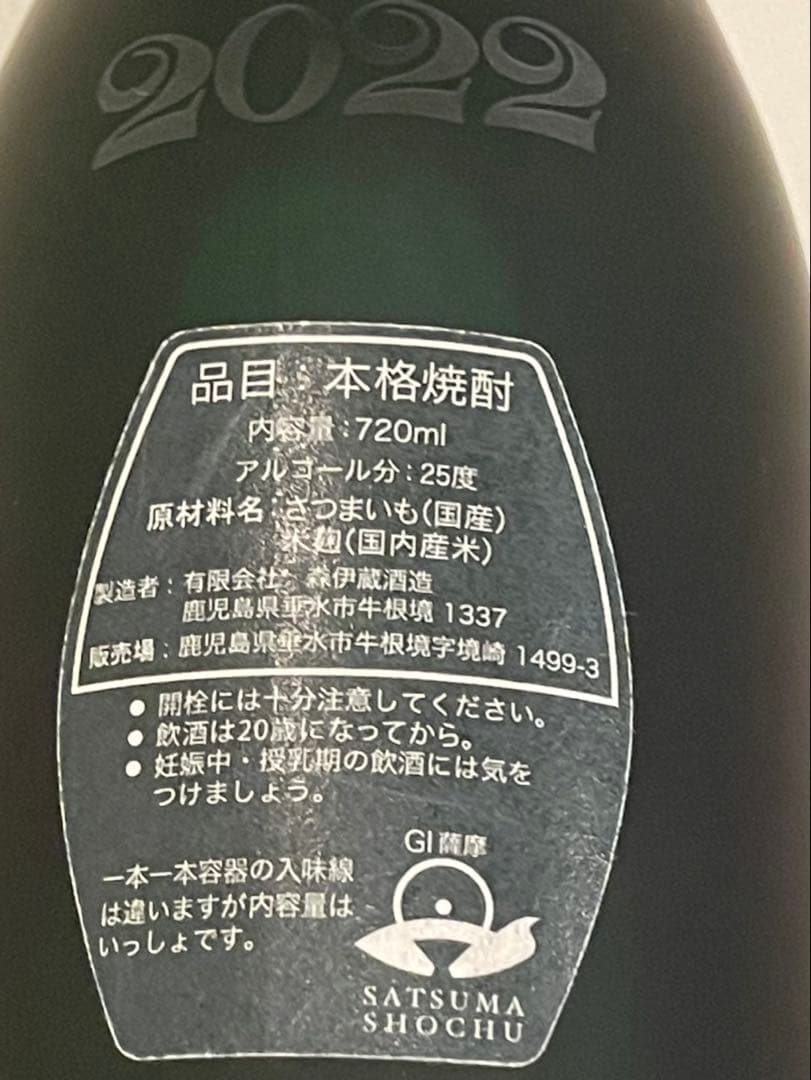 2022
品目：本格焼酎
内容量：720ml
アルコール分：25度
原材料名：さつまいも（国産）
米麹（国内産米）
製造者：有限会社 森伊蔵酒造
鹿児島県垂水市牛根境 1337
販売場：鹿児島県垂水市牛根境字境崎 1499-3
● 開栓には十分注意してください。
● 飲酒は20歳になってから。
● 妊娠中・授乳期の飲酒には気を
つけましょう。
一本一本容器の入味線
は違いますが内容量は
いっしょです。
GI 薩摩
SATSUMA
SHOCHU